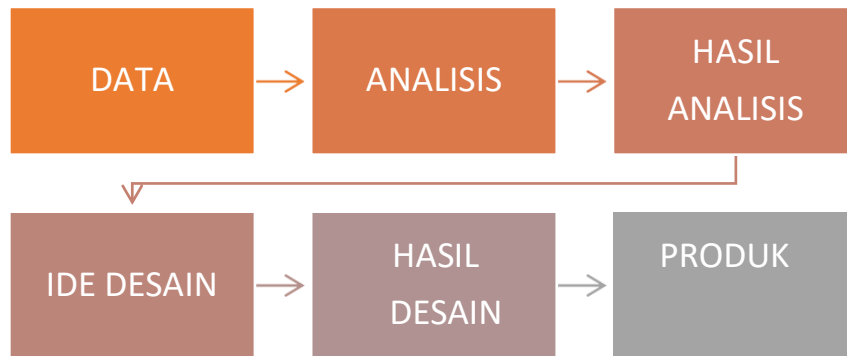 DATA
ANALISIS
HASIL
ANALISIS
IDE DESAIN
HASIL
DESAIN
PRODUK